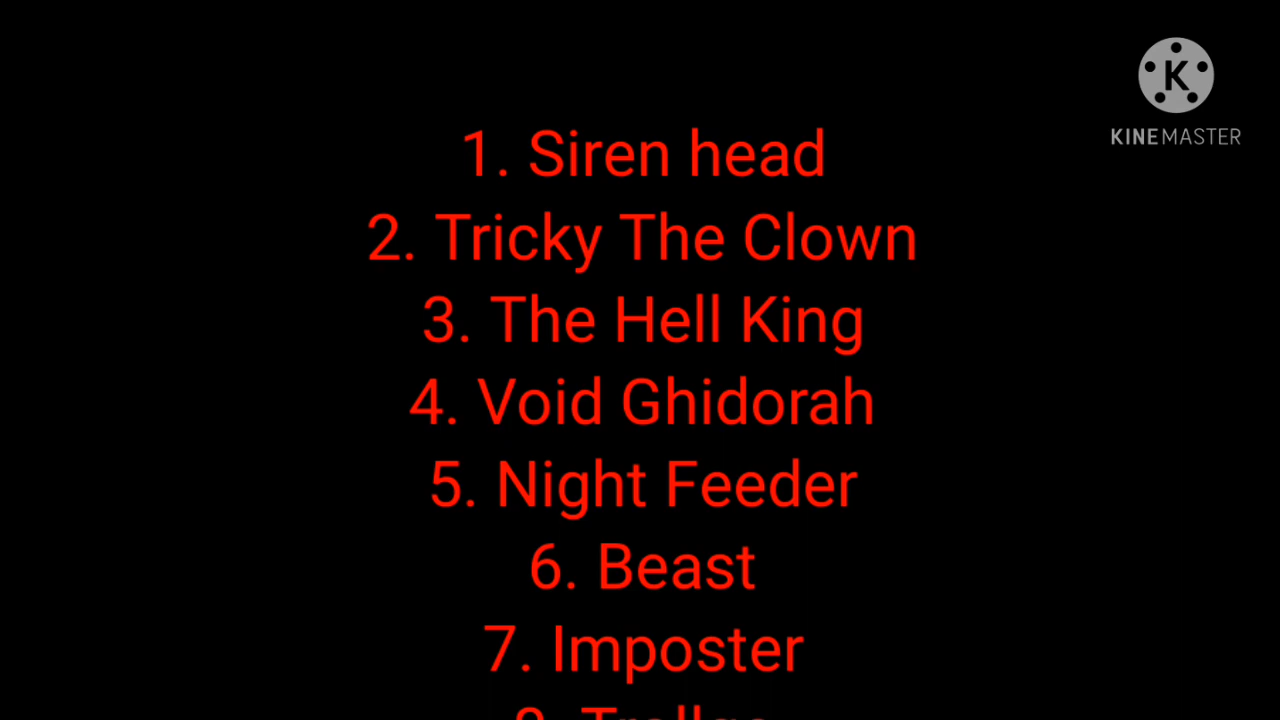 K
KINEMASTER
1. Siren head
2. Tricky The Clown
3. The Hell King
4. Void Ghidorah
5. Night Feeder
6. Beast
7. Imposter